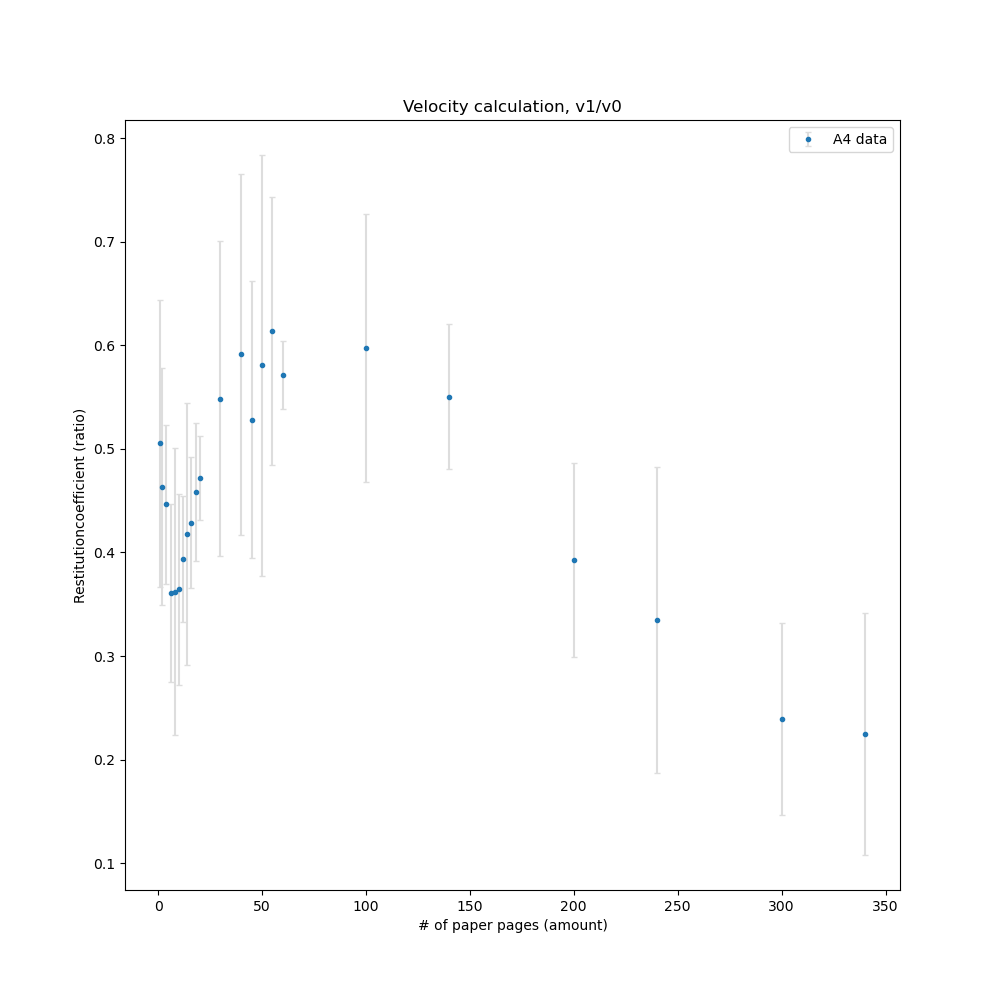 Velocity calculation, v1/v0
A4 data
0.8
0.7
0.6
0.5
0.4
0.3
0.2
0.1
Restitutioncoefficient (ratio)
0 50 100 150 200 250 300 350
# of paper pages (amount)